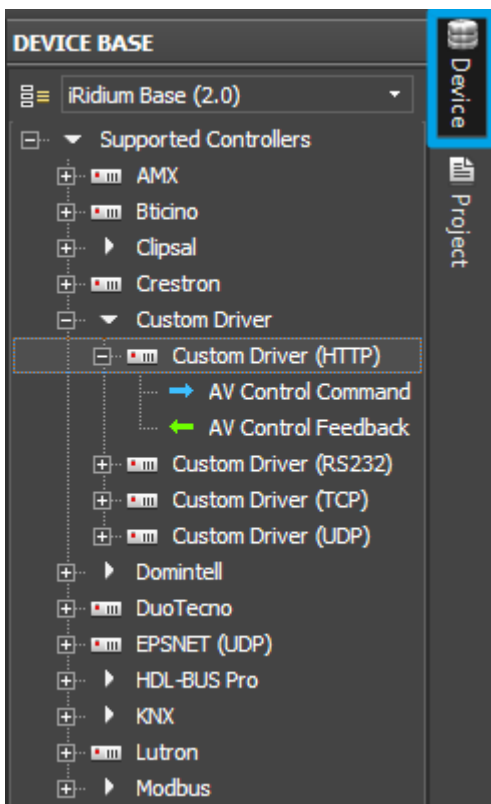 DEVICE BASE
iRidium Base (2.0)
Supported Controllers
AMX
Bticino
Clipsal
Crestron
Custom Driver
Custom Driver (HTTP)
AV Control Command
AV Control Feedback
Custom Driver (RS232)
Custom Driver (TCP)
Custom Driver (UDP)
Domintell
DuoTecno
EPSNET (UDP)
HDL-BUS Pro
KNX
Lutron
Modbus
Device
Project